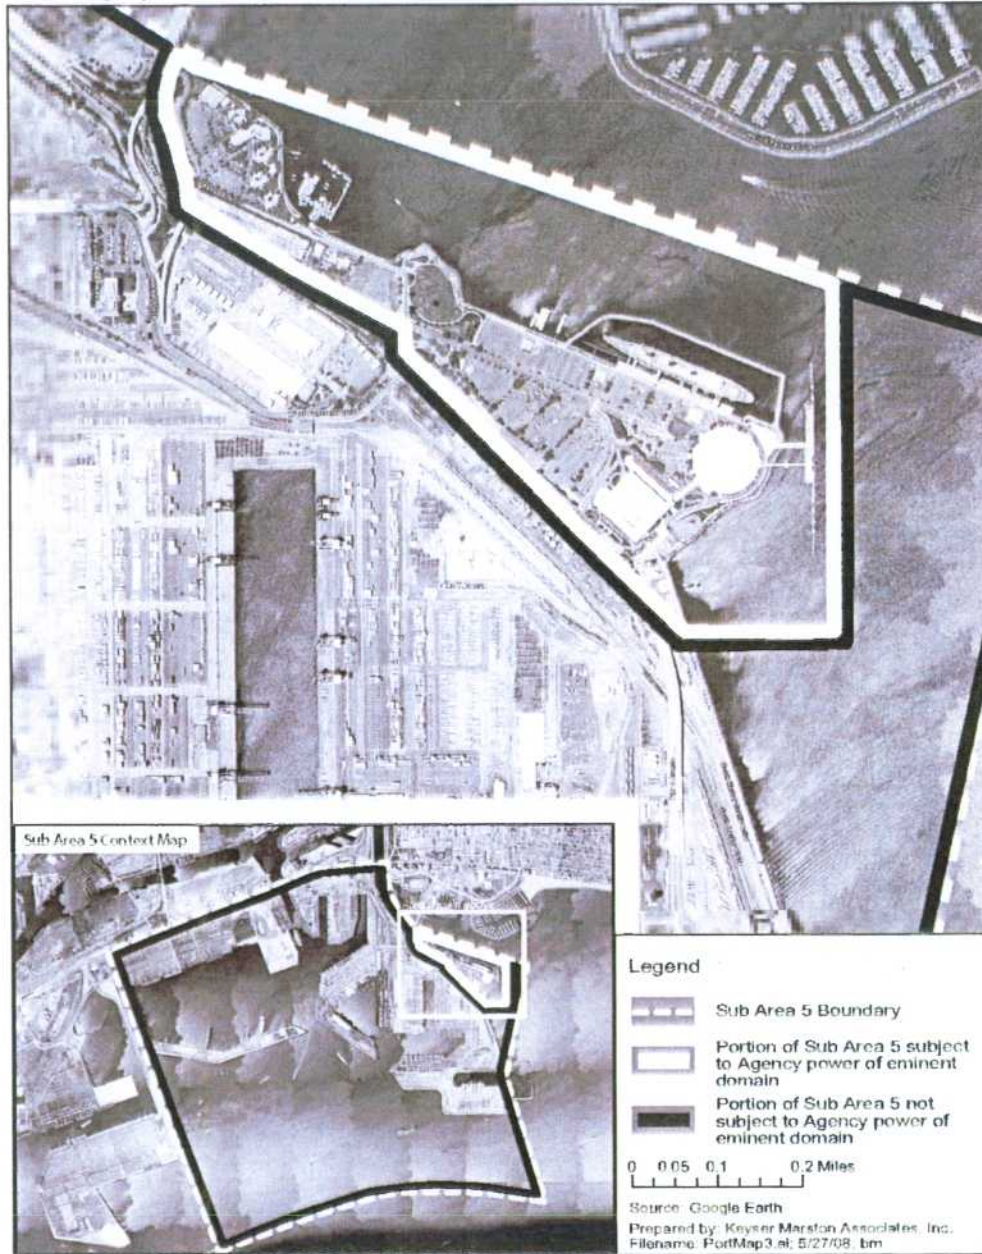 Sub Area 5 Context Map
Legend
Sub Area 5 Boundary
Portion of Sub Area 5 subject
to Agency power of eminent
domain
Portion of Sub Area 5 not
subject to Agency power of
eminent domain
0 0.05 0.1 0.2 Miles
Source: Google Earth
Prepared by: Keyser Marston Associates, Inc.
Filename: PortMap3.ai; 5/27/08; bm